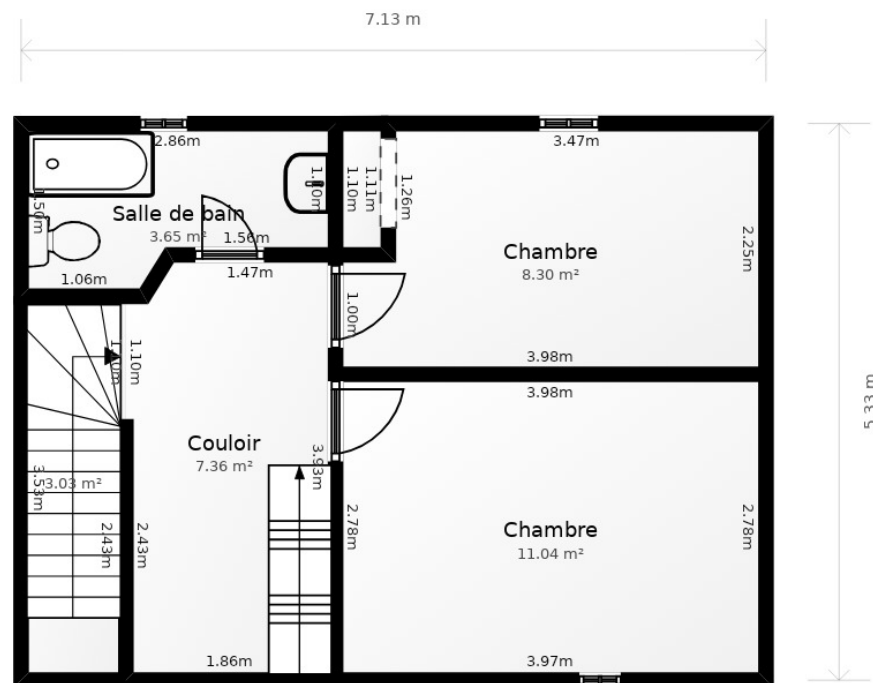 7.13 m
2.86m
3.47m
1.10m
1.11m
1.26m
1.50m
Salle de bain
3.65 m²
1.56m
1.06m
1.47m
Chambre
8.30 m²
2.25m
1.00m
1.10m
3.98m
3.98m
5.33 m
Couloir
7.36 m²
3.93m
3.53m
3.03 m²
2.43m
2.43m
2.78m
Chambre
11.04 m²
2.78m
1.86m
3.97m